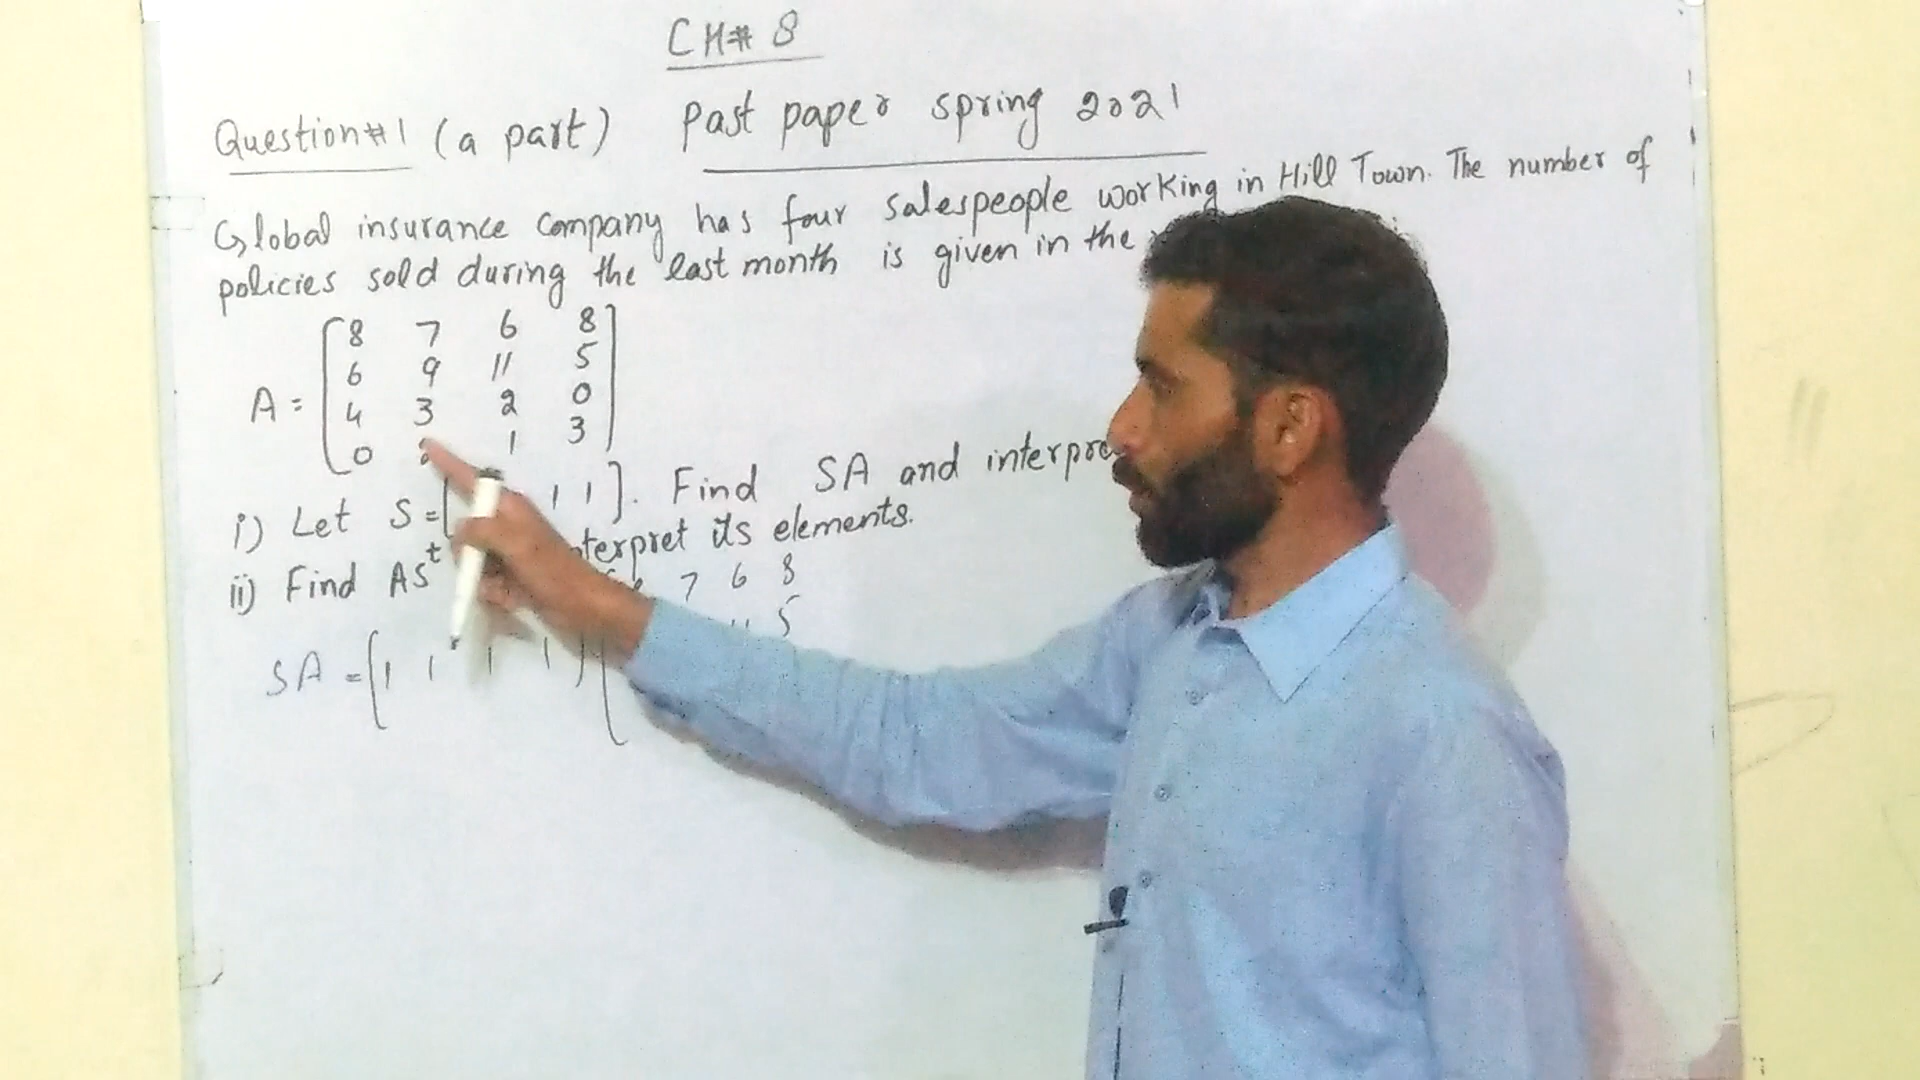 CH# 8
Question#1 (a part) Past paper spring 2021
Global insurance company has four salespeople working in Hill Town. The number of
policies sold during the last month is given in the
8 7 6 8
6 9 11 5
A = 4 3 2 0
0 1 3
i) Let S = [ 1 1 ]. Find SA and
ii) Find AS^t its elements.
7 6 8
5
SA = [1 1 1 1]